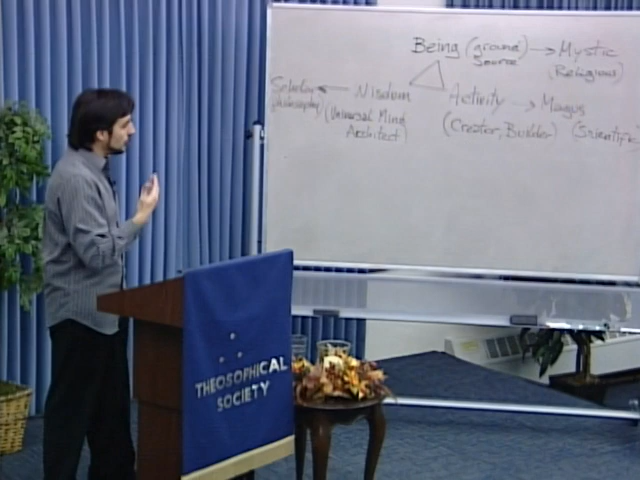 Being (ground → Mystic
Source) (Religious)
Scholar ← Wisdom Activity → Magus
philosophy) (Universal Mind (Creator, Builder) (Scientific
Architect)
THEOSOPHICAL
SOCIETY